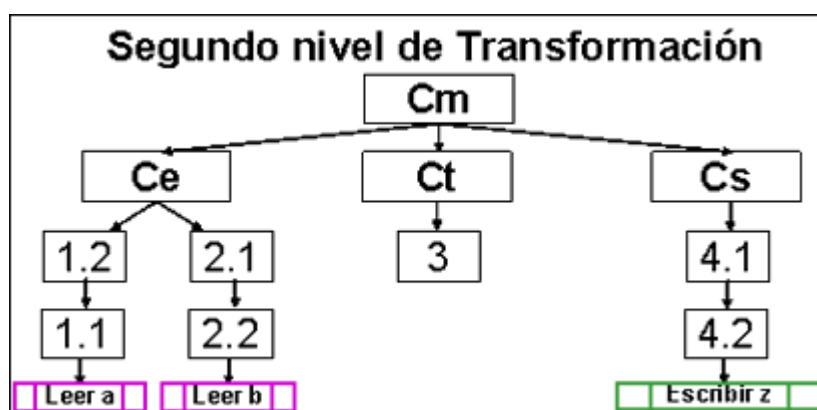 Segundo nivel de Transformación
Cm
Ce Ct Cs
1.2 2.1 3 4.1
1.1 2.2 4.2
Leer a Leer b Escribir z